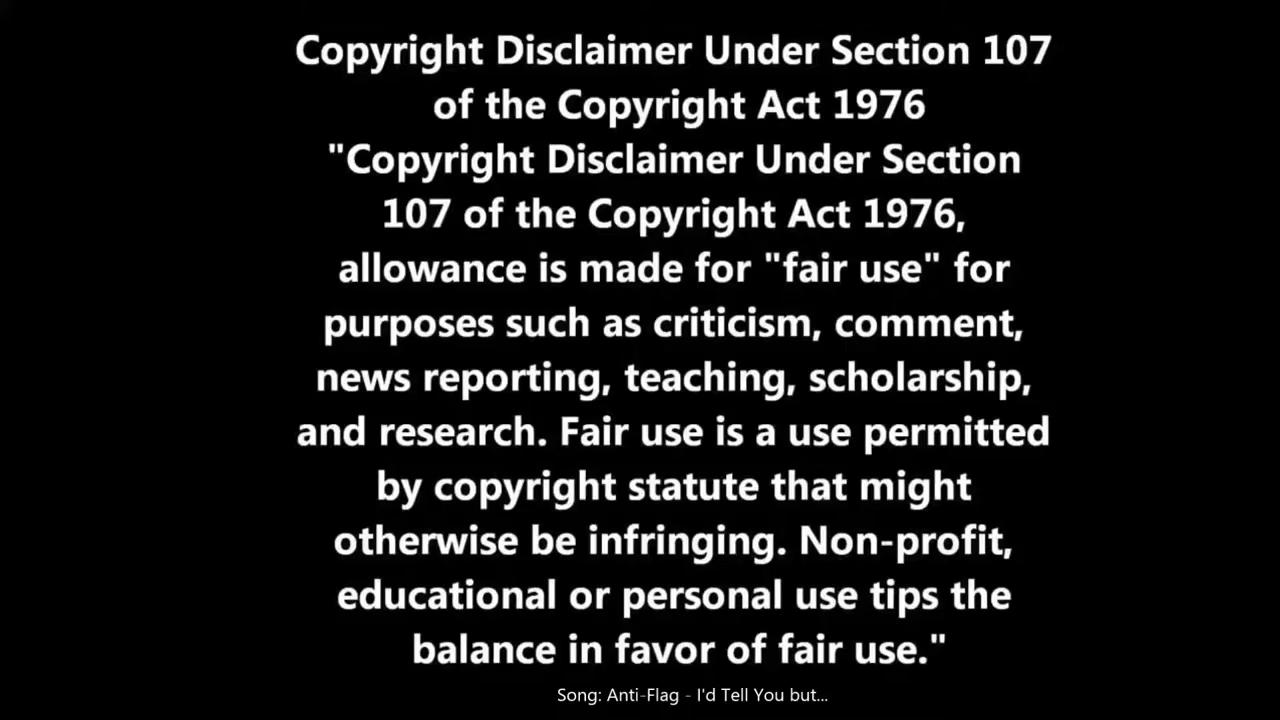 Copyright Disclaimer Under Section 107
of the Copyright Act 1976
"Copyright Disclaimer Under Section
107 of the Copyright Act 1976,
allowance is made for "fair use" for
purposes such as criticism, comment,
news reporting, teaching, scholarship,
and research. Fair use is a use permitted
by copyright statute that might
otherwise be infringing. Non-profit,
educational or personal use tips the
balance in favor of fair use."
Song: Anti-Flag - I'd Tell You but...